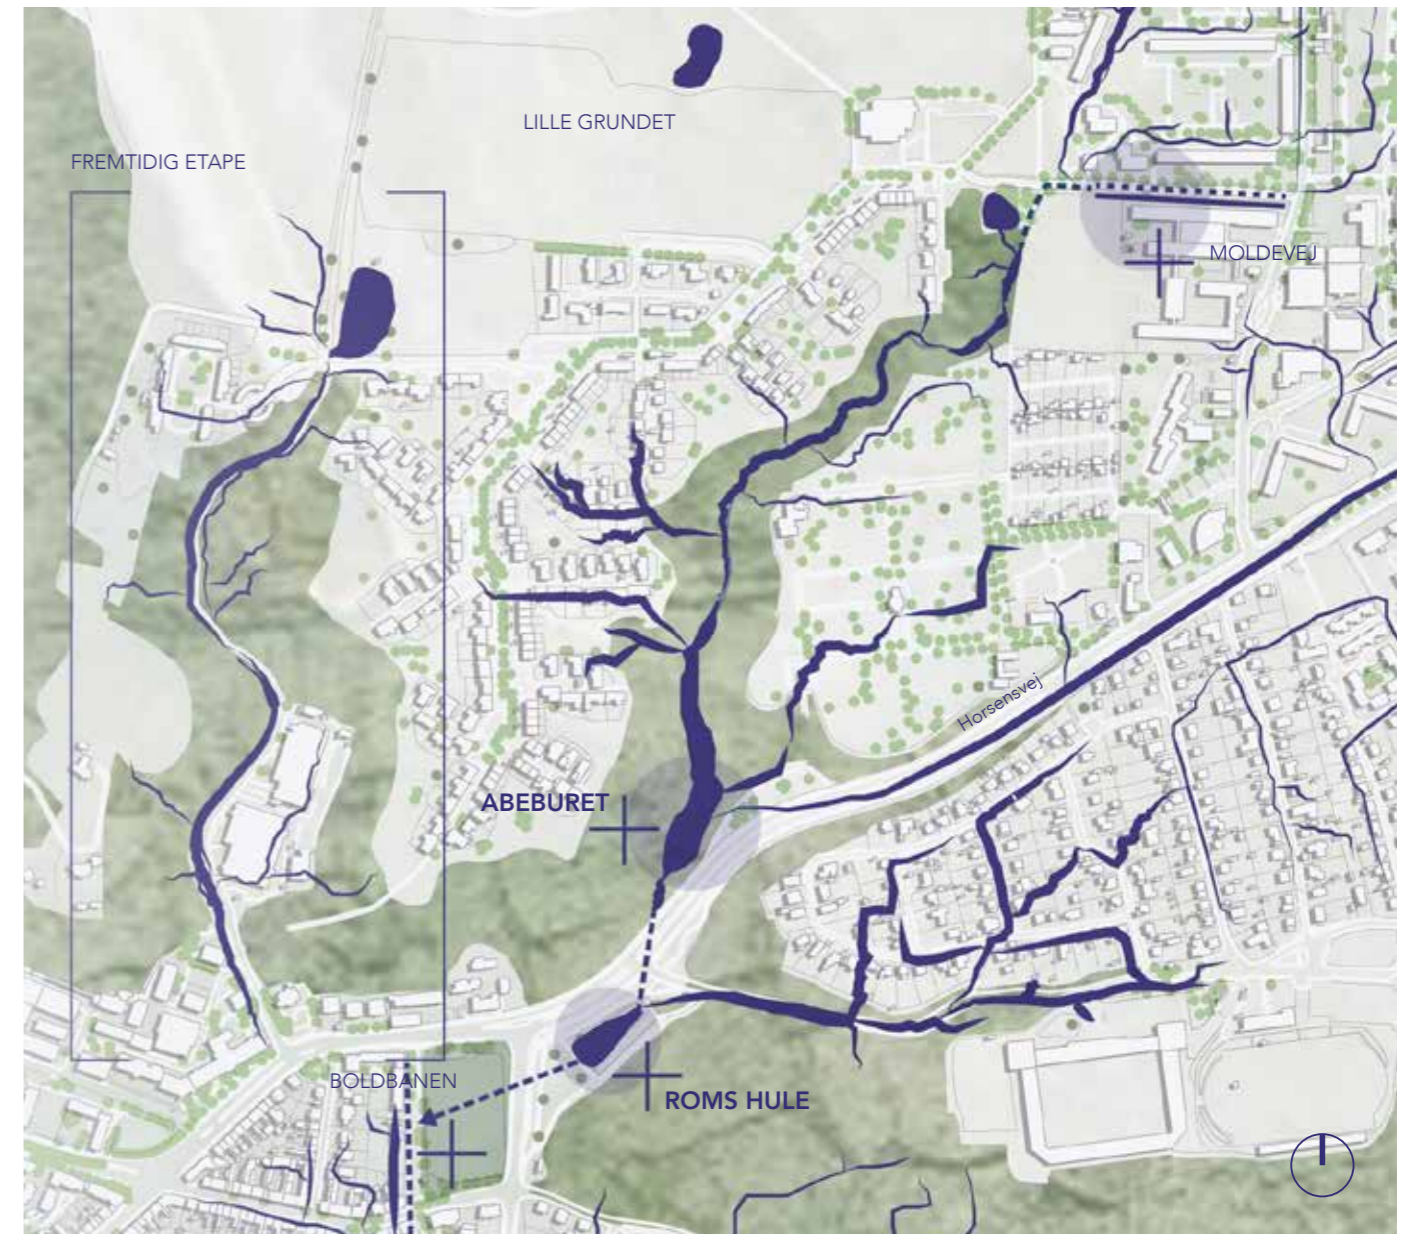 LILLE GRUNDET
FREMTIDIG ETAPE
MOLDEVEJ
Horsensvej
ABEBURET
BOLDBANEN
ROMS HULE